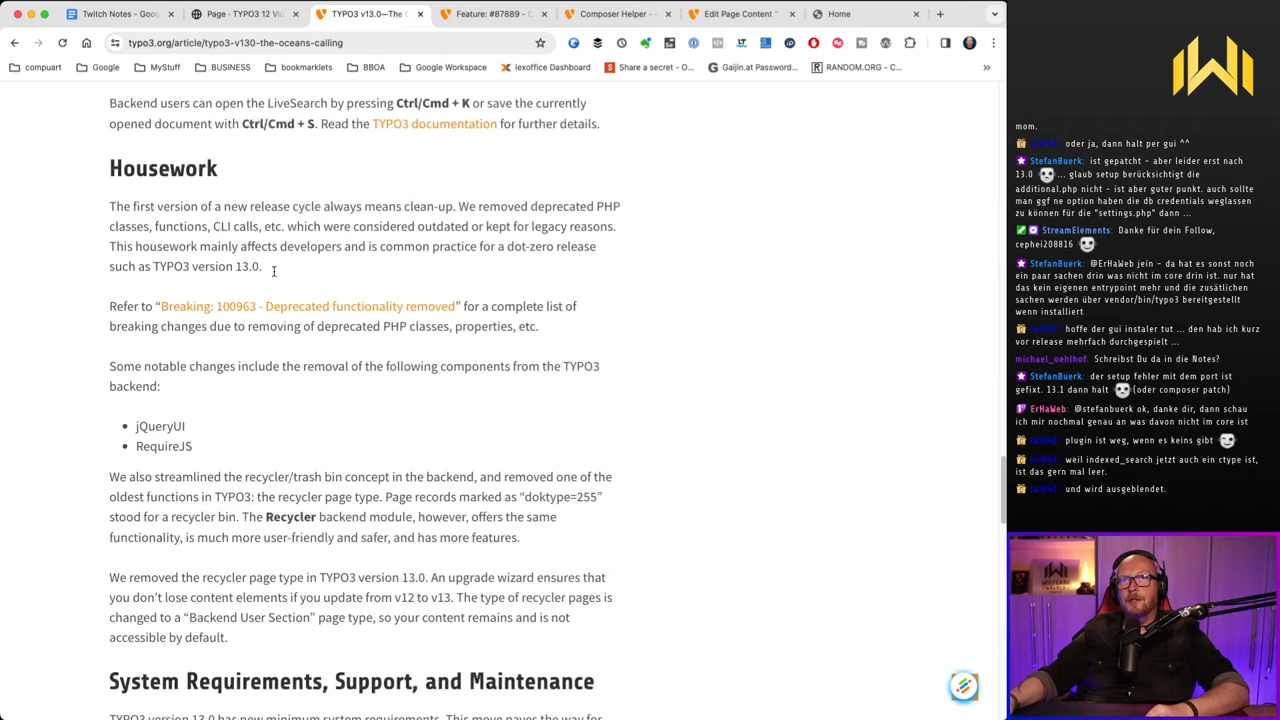 Twitch Notes - Goo
Page · TYPO3 12 Vid
TYPO3 v13.0—The O
Feature: #87889 - C
Composer Helper - c
Edit Page Content "
Home
typo3.org/article/typo3-v130-the-oceans-calling
compuart
Google
MyStuff
BUSINESS
bookmarklets
BBOA
Google Workspace
lexoffice Dashboard
Share a secret - O...
Gaijin.at Password...
RANDOM.ORG - C...
Backend users can open the LiveSearch by pressing Ctrl/Cmd + K or save the currently
opened document with Ctrl/Cmd + S. Read the TYPO3 documentation for further details.
Housework
The first version of a new release cycle always means clean-up. We removed deprecated PHP
classes, functions, CLI calls, etc. which were considered outdated or kept for legacy reasons.
This housework mainly affects developers and is common practice for a dot-zero release
such as TYPO3 version 13.0.
Refer to “Breaking: 100963 - Deprecated functionality removed” for a complete list of
breaking changes due to removing of deprecated PHP classes, properties, etc.
Some notable changes include the removal of the following components from the TYPO3
backend:
• jQueryUI
• RequireJS
We also streamlined the recycler/trash bin concept in the backend, and removed one of the
oldest functions in TYPO3: the recycler page type. Page records marked as “doktype=255”
stood for a recycler bin. The Recycler backend module, however, offers the same
functionality, is much more user-friendly and safer, and has more features.
We removed the recycler page type in TYPO3 version 13.0. An upgrade wizard ensures that
you don’t lose content elements if you update from v12 to v13. The type of recycler pages is
changed to a “Backend User Section” page type, so your content remains and is not
accessible by default.
System Requirements, Support, and Maintenance
TYPO3 version 13.0 has new minimum system requirements. This move paves the way for
mom.
oder ja, dann halt per gui ^^
StefanBuerk: ist gepatcht - aber leider erst nach
13.0 ... glaub setup berücksichtigt die
additional.php nicht - ist aber guter punkt. auch sollte
man ggf ne option haben die db credentials weglassen
zu können für die "settings.php" dann ...
StreamElements: Danke für dein Follow,
cephei208816
StefanBuerk: @ErHaWeb jein - da hat es sonst noch
ein paar sachen drin was nicht im core drin ist. nur hat
das kein eigenen entrypoint mehr und die zusätzlichen
sachen werden über vendor/bin/typo3 bereitgestellt
wenn installiert
hoffe der gui instaler tut ... den hab ich kurz
vor release mehrfach durchgespielt ...
michael_oehlhof: Schreibst Du da in die Notes?
StefanBuerk: der setup fehler mit dem port ist
gefixt. 13.1 dann halt (oder composer patch)
ErHaWeb: @stefanbuerk ok, danke dir, dann schau
ich mir nochmal genau an was davon nicht im core ist
plugin ist weg, wenn es keins gibt
weil indexed_search jetzt auch ein ctype ist,
ist das gern mal leer.
und wird ausgeblendet.